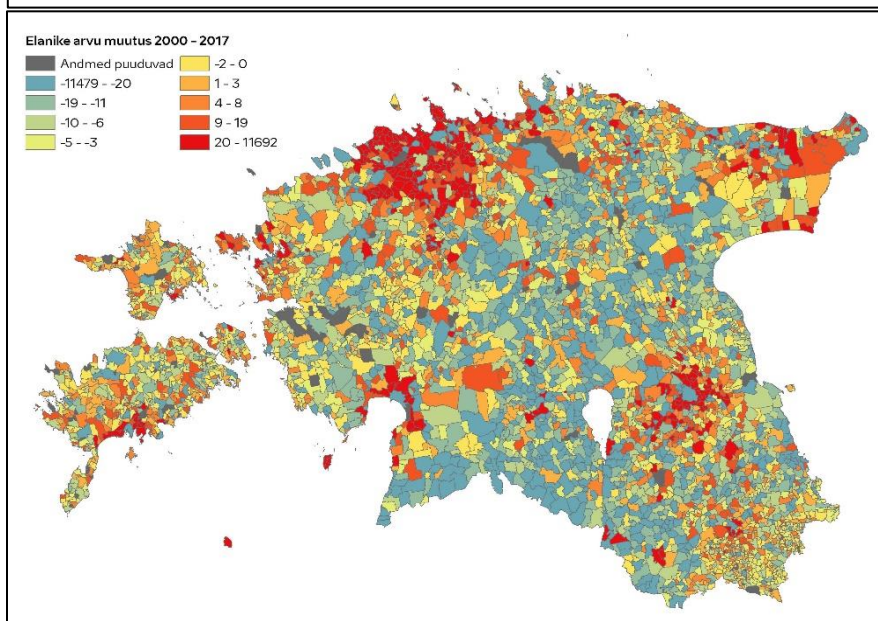 Elanike arvu muutus 2000 - 2017
Andmed puuduvad
-11479 - -20
-19 - -11
-10 - -6
-5 - -3
-2 - 0
1 - 3
4 - 8
9 - 19
20 - 11692